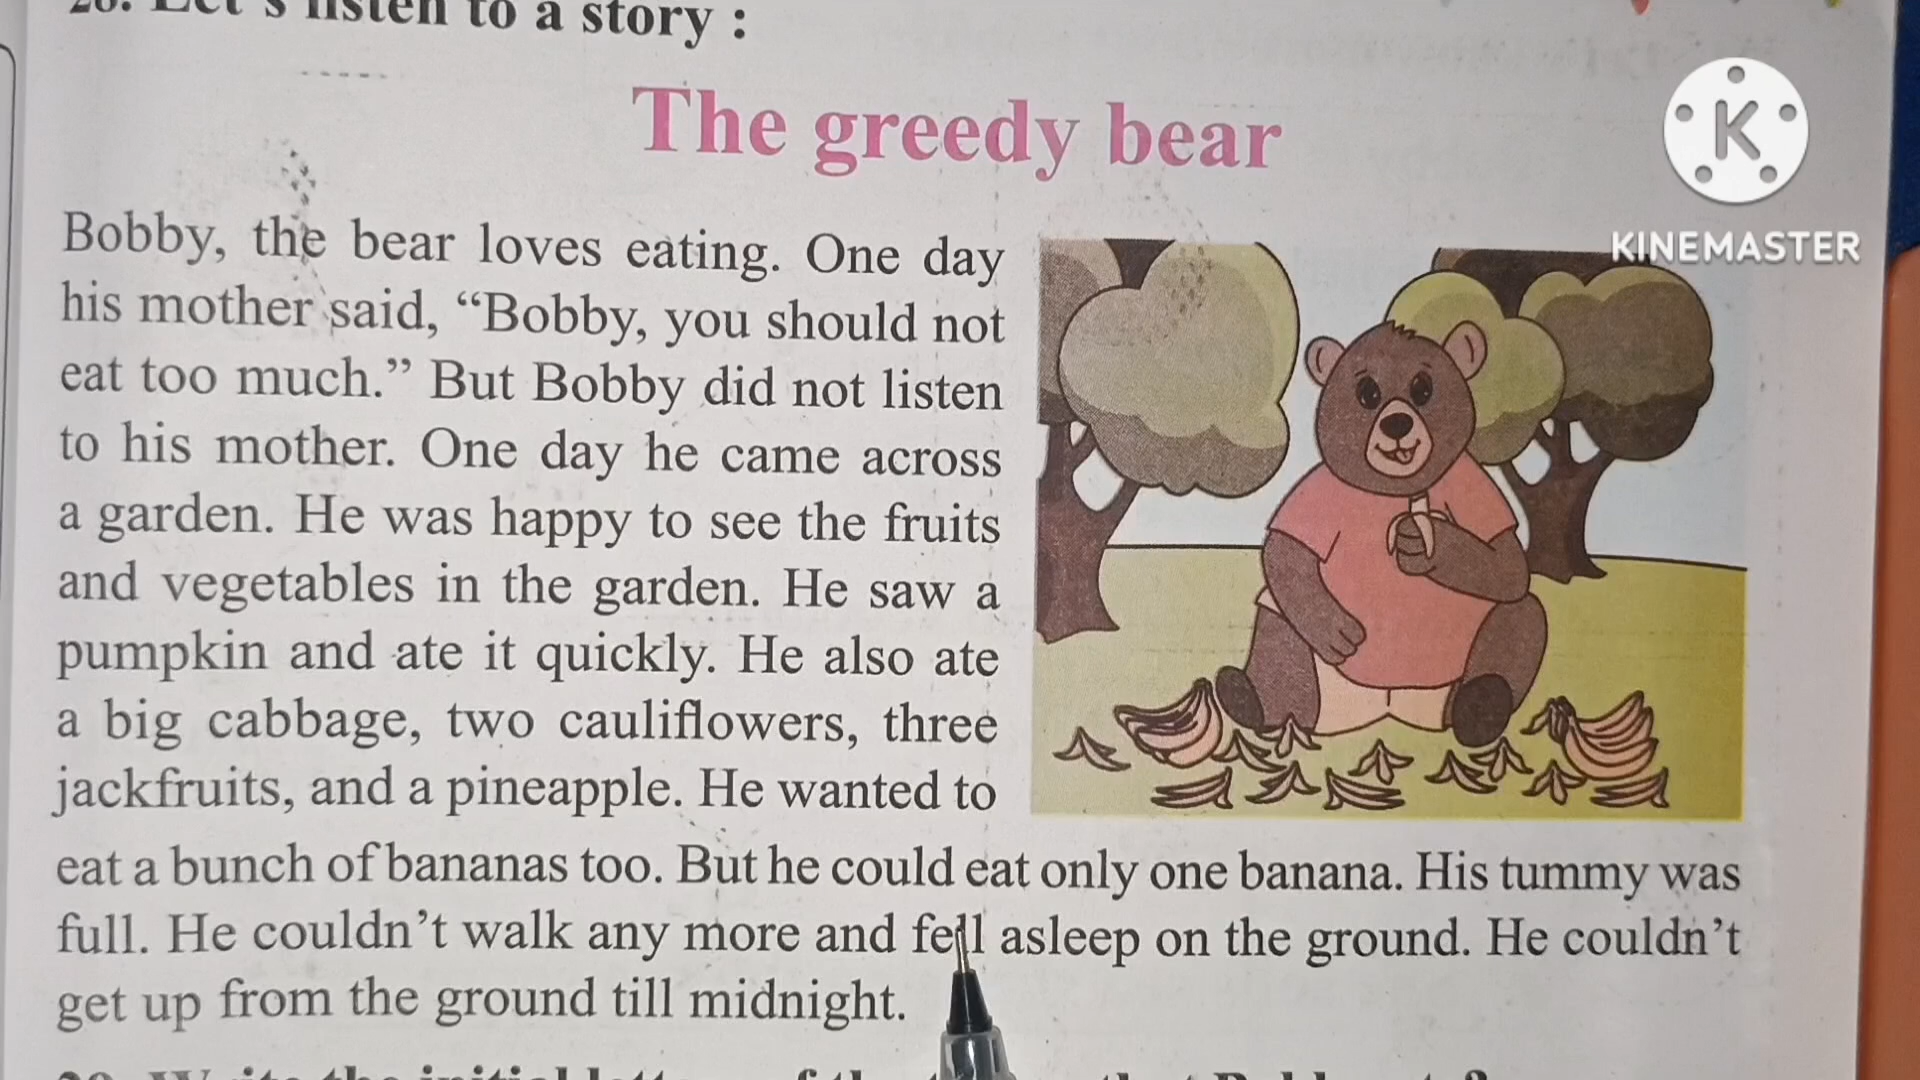 28. Let's listen to a story :
The greedy bear
K
KINEMASTER
Bobby, the bear loves eating. One day
his mother said, “Bobby, you should not
eat too much.” But Bobby did not listen
to his mother. One day he came across
a garden. He was happy to see the fruits
and vegetables in the garden. He saw a
pumpkin and ate it quickly. He also ate
a big cabbage, two cauliflowers, three
jackfruits, and a pineapple. He wanted to
eat a bunch of bananas too. But he could eat only one banana. His tummy was
full. He couldn’t walk any more and fell asleep on the ground. He couldn’t
get up from the ground till midnight.